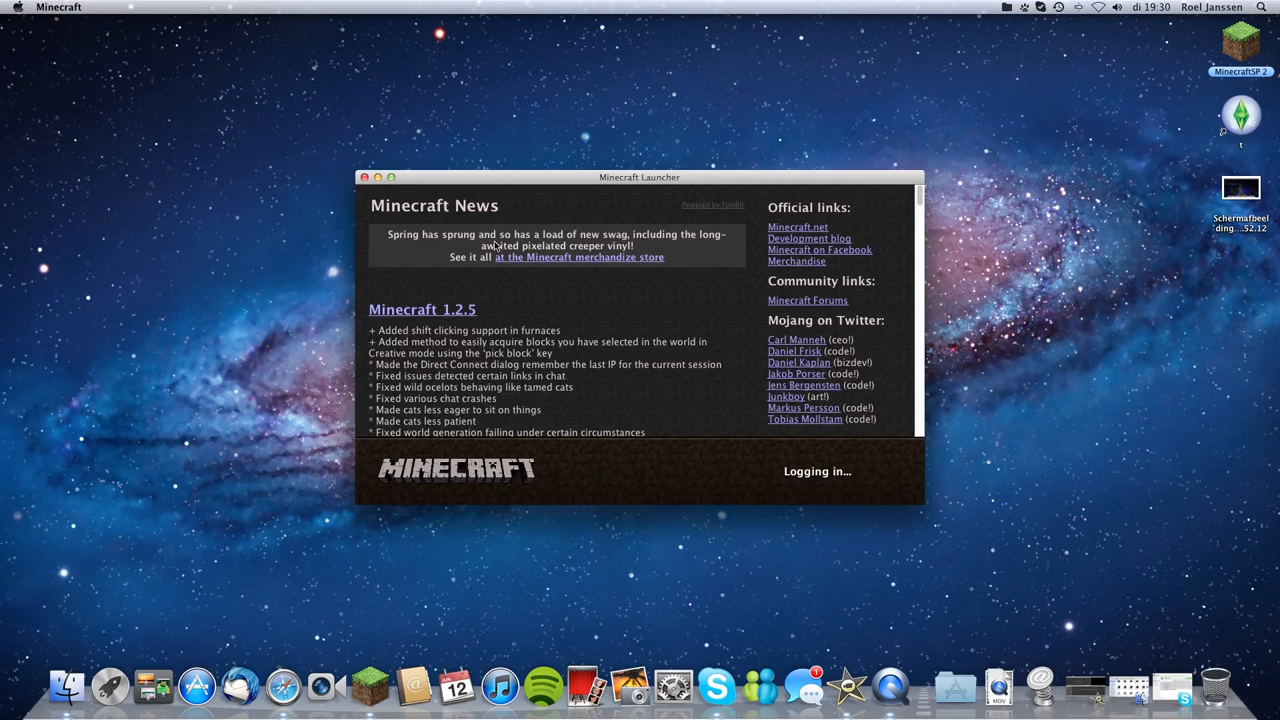 Minecraft
di 19:30
Roel Janssen
MinecraftSP 2
t
Schermafbeel
ding....52.12
Minecraft Launcher
Minecraft News
Powered by Tumblr
Spring has sprung and so has a load of new swag, including the long-
awaited pixelated creeper vinyl!
See it all at the Minecraft merchandize store
Minecraft 1.2.5
+ Added shift clicking support in furnaces
+ Added method to easily acquire blocks you have selected in the world in
Creative mode using the 'pick block' key
* Made the Direct Connect dialog remember the last IP for the current session
* Fixed issues detected certain links in chat
* Fixed wild ocelots behaving like tamed cats
* Fixed various chat crashes
* Made cats less eager to sit on things
* Made cats less patient
* Fixed world generation failing under certain circumstances
Official links:
Minecraft.net
Development blog
Minecraft on Facebook
Merchandise
Community links:
Minecraft Forums
Mojang on Twitter:
Carl Manneh (ceo!)
Daniel Frisk (code!)
Daniel Kaplan (bizdev!)
Jakob Porser (code!)
Jens Bergensten (code!)
Junkboy (art!)
Markus Persson (code!)
Tobias Mollstam (code!)
MINECRAFT
Logging in...
12
1
MOV